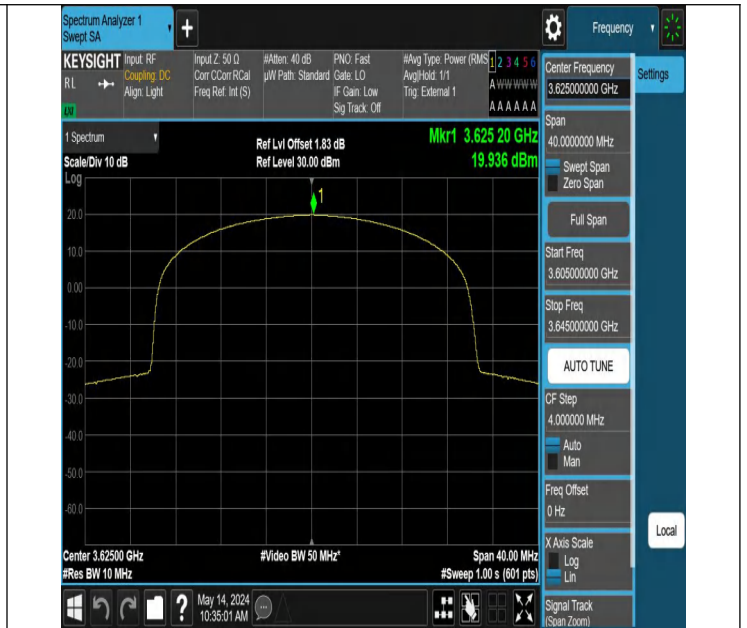 Spectrum Analyzer 1
Swept SA
+
Frequency
KEYSIGHT
RL
Input: RF
Coupling: DC
Align: Light
Input Z: 50 Ω
Corr CCorr RCal
Freq Ref: Int (S)
#Atten: 40 dB
µW Path: Standard
PNO: Fast
Gate: LO
IF Gain: Low
Sig Track: Off
#Avg Type: Power (RMS
Avg|Hold: 1/1
Trig: External 1
1 2 3 4 5 6
A W W W W W
A A A A A A
1 Spectrum
Scale/Div 10 dB
Ref Lvl Offset 1.83 dB
Ref Level 30.00 dBm
Mkr1 3.625 20 GHz
19.936 dBm
Log
1
20.0
10.0
0.00
-10.0
-20.0
-30.0
-40.0
-50.0
-60.0
Center 3.62500 GHz
#Res BW 10 MHz
#Video BW 50 MHz*
Span 40.00 MHz
#Sweep 1.00 s (601 pts)
?
May 14, 2024
10:35:01 AM
Center Frequency
3.625000000 GHz
Settings
Span
40.0000000 MHz
Swept Span
Zero Span
Full Span
Start Freq
3.605000000 GHz
Stop Freq
3.645000000 GHz
AUTO TUNE
CF Step
4.000000 MHz
Auto
Man
Freq Offset
0 Hz
X Axis Scale
Log
Lin
Local
Signal Track
(Span Zoom)